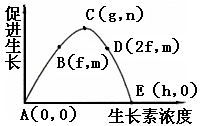 促进生长
C(g,n)
B(f,m)
D(2f,m)
E(h,0)
A(0,0)
生长素浓度